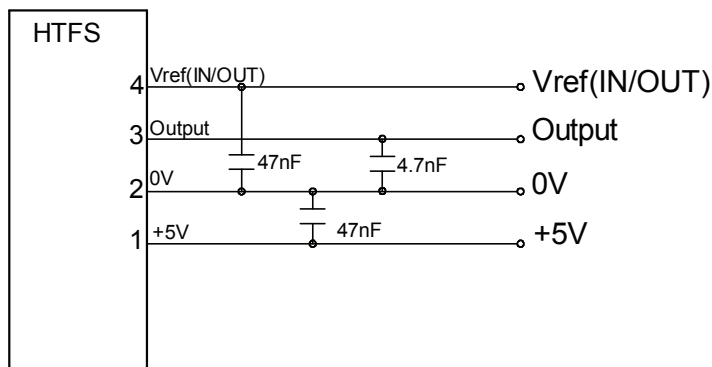 HTFS
4 Vref(IN/OUT) Vref(IN/OUT)
3 Output Output
47nF 4.7nF
2 0V 0V
47nF
1 +5V +5V